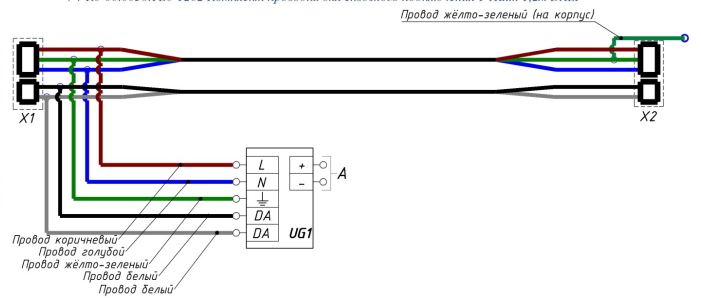 Провод жёлто-зеленый (на корпус)
X1
X2
L
N
DA
DA
+
-
A
UG1
Провод коричневый
Провод голубой
Провод жёлто-зеленый
Провод белый
Провод белый